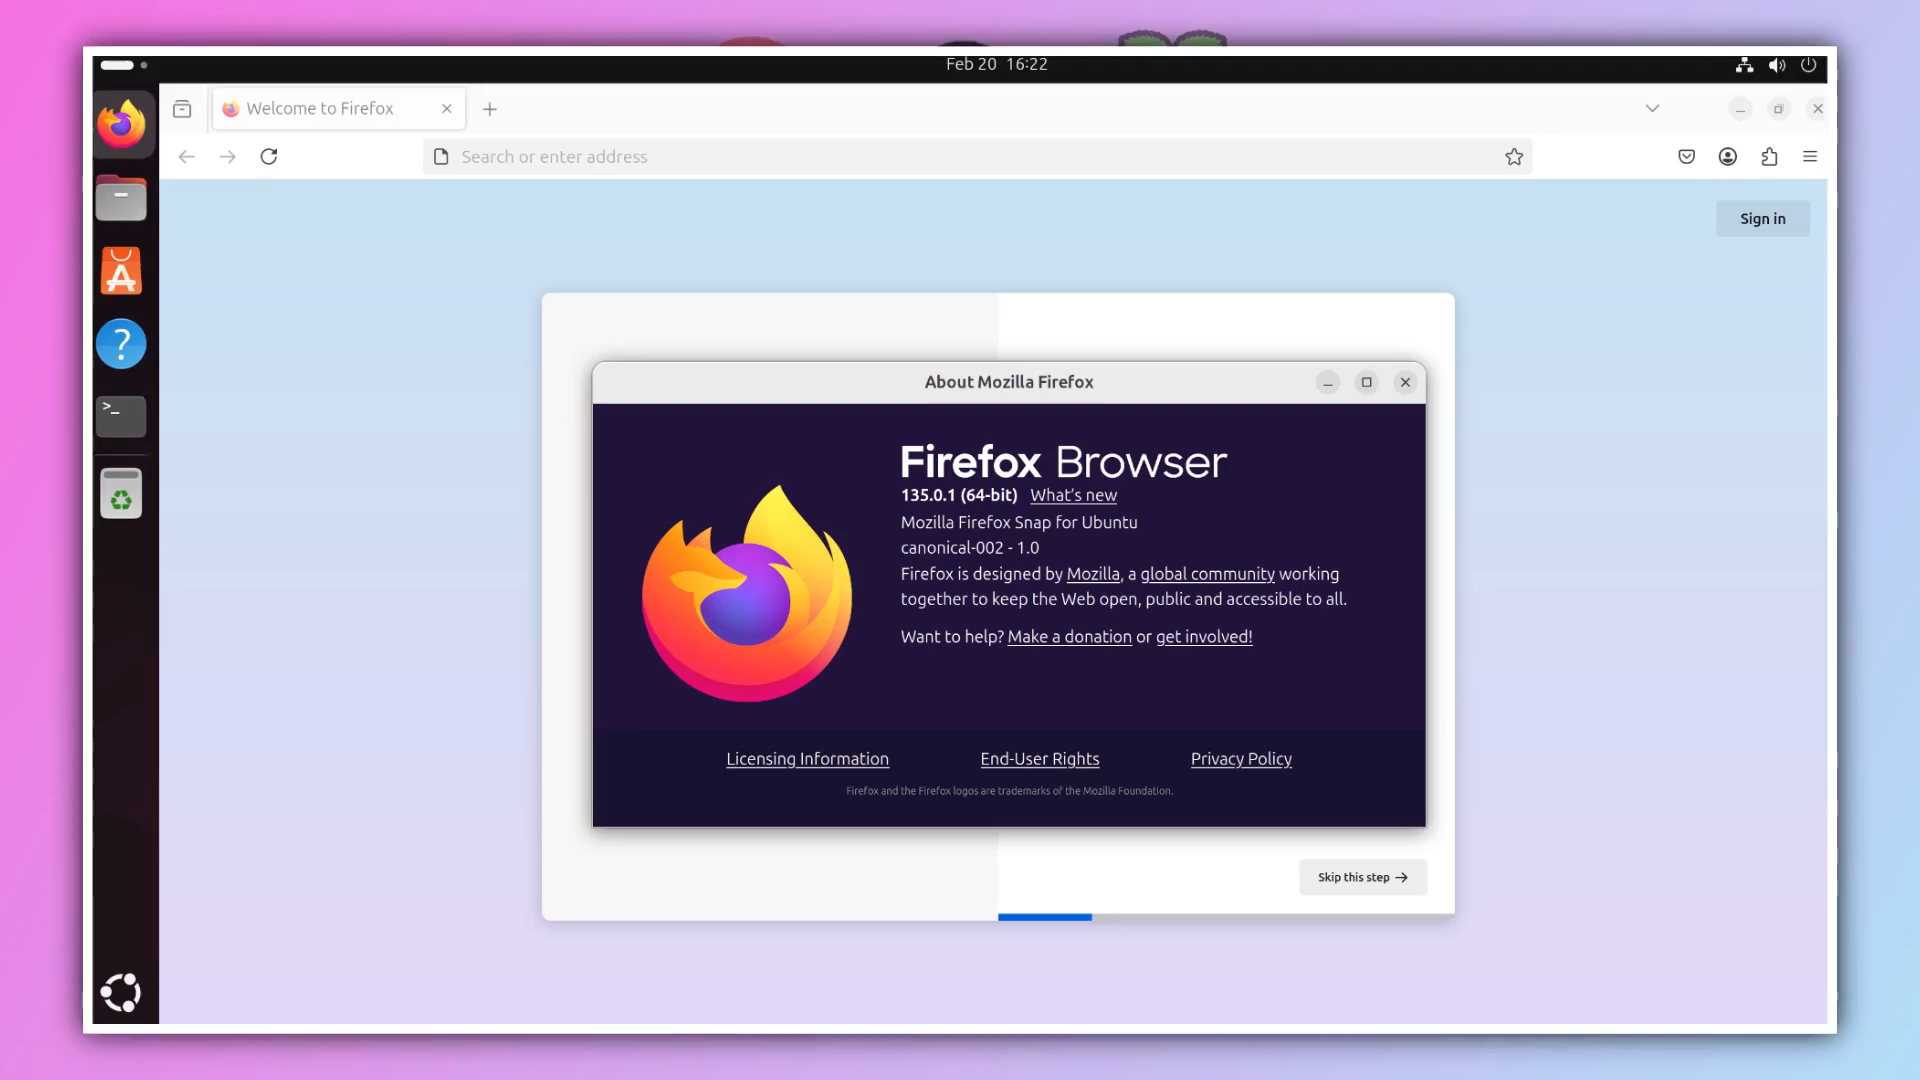 Feb 20 16:22
Welcome to Firefox
Search or enter address
Sign in
About Mozilla Firefox
Firefox Browser
135.0.1 (64-bit) What's new
Mozilla Firefox Snap for Ubuntu
canonical-002 - 1.0
Firefox is designed by Mozilla, a global community working
together to keep the Web open, public and accessible to all.
Want to help? Make a donation or get involved!
Licensing Information End-User Rights Privacy Policy
Firefox and the Firefox logos are trademarks of the Mozilla Foundation.
Skip this step →